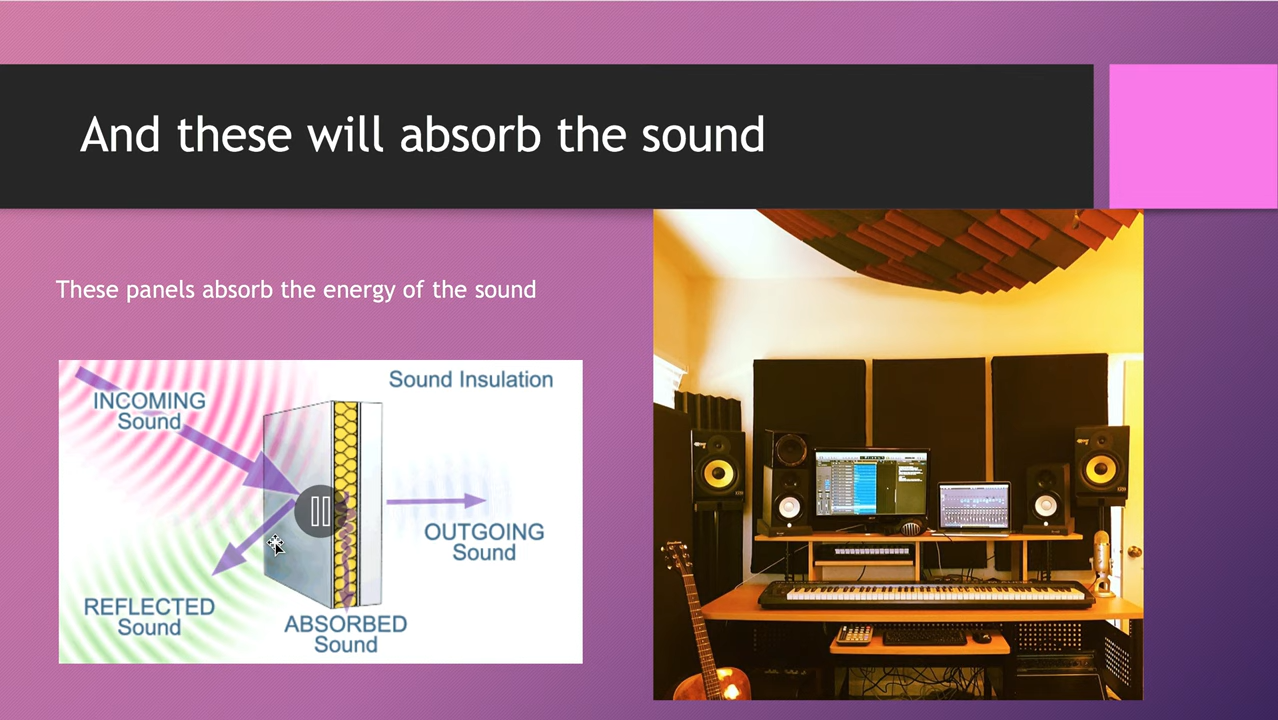 And these will absorb the sound
These panels absorb the energy of the sound
Sound Insulation
INCOMING
Sound
OUTGOING
Sound
REFLECTED
Sound
ABSORBED
Sound